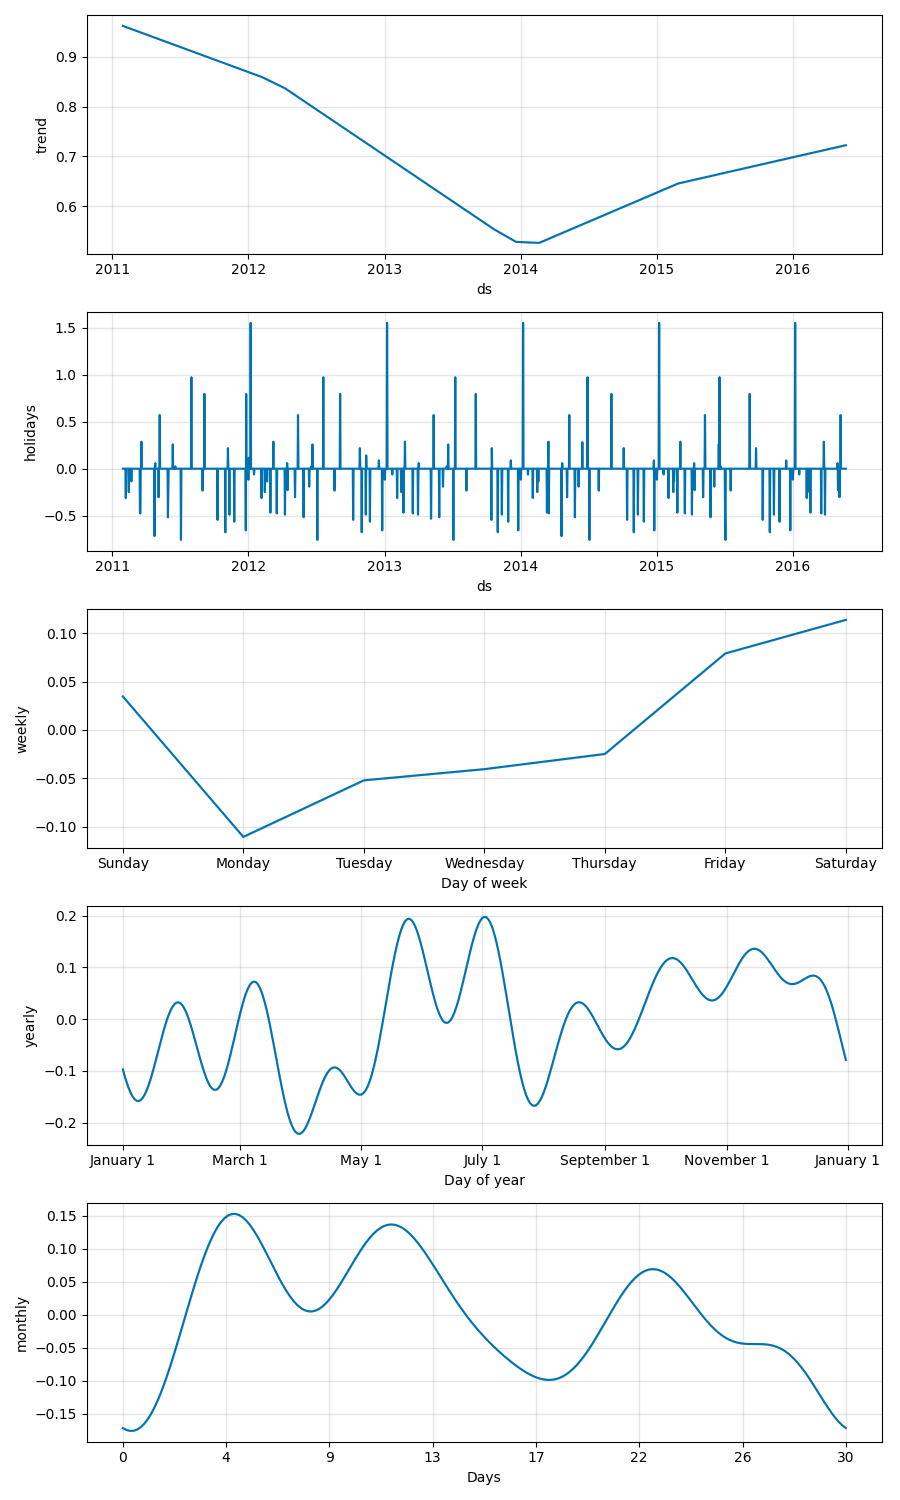 trend
0.9
0.8
0.7
0.6
2011 2012 2013 2014 2015 2016
ds
holidays
1.5
1.0
0.5
0.0
−0.5
2011 2012 2013 2014 2015 2016
ds
weekly
0.10
0.05
0.00
−0.05
−0.10
Sunday Monday Tuesday Wednesday Thursday Friday Saturday
Day of week
yearly
0.2
0.1
0.0
−0.1
−0.2
January 1 March 1 May 1 July 1 September 1 November 1 January 1
Day of year
monthly
0.15
0.10
0.05
0.00
−0.05
−0.10
−0.15
0 4 9 13 17 22 26 30
Days